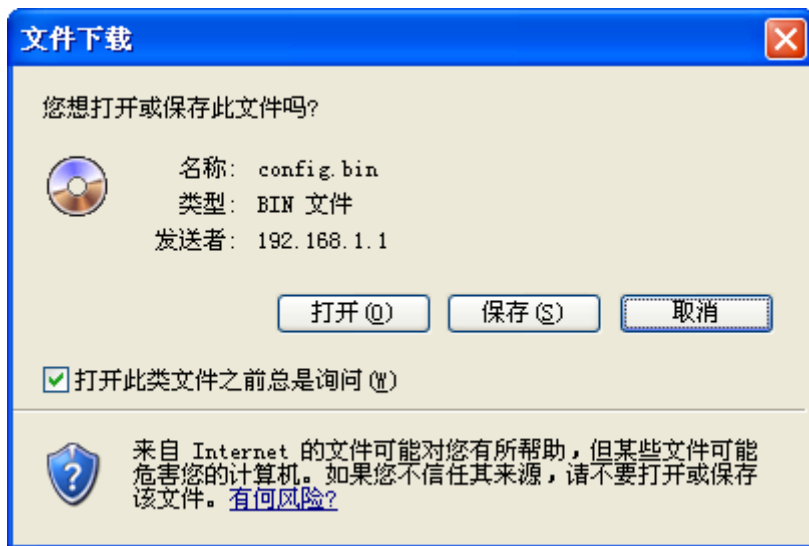 文件下载
您想打开或保存此文件吗?
名称: config.bin
类型: BIN 文件
发送者: 192.168.1.1
打开(O) 保存(S) 取消
打开此类文件之前总是询问(W)
来自 Internet 的文件可能对您有所帮助，但某些文件可能
危害您的计算机。如果您不信任其来源，请不要打开或保存
该文件。有何风险?